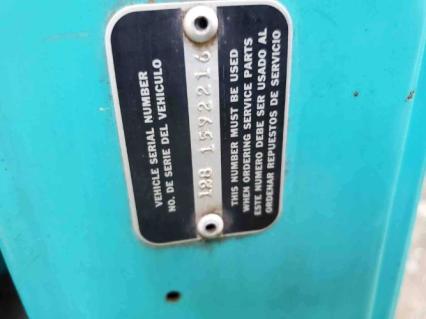 VEHICLE SERIAL NUMBER
NO. DE SERIE DEL VEHICULO
128 1592216
THIS NUMBER MUST BE USED
WHEN ORDERING SERVICE PARTS
ESTE NUMERO DEBE SER USADO AL
ORDENAR REPUESTOS DE SERVICIO